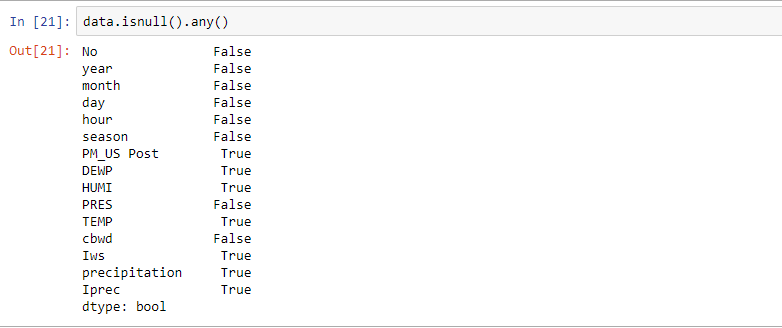 In [21]: data.isnull().any()
Out[21]: No False
year False
month False
day False
hour False
season False
PM_US Post True
DEWP True
HUMI True
PRES False
TEMP True
cbwd False
Iws True
precipitation True
Iprec True
dtype: bool